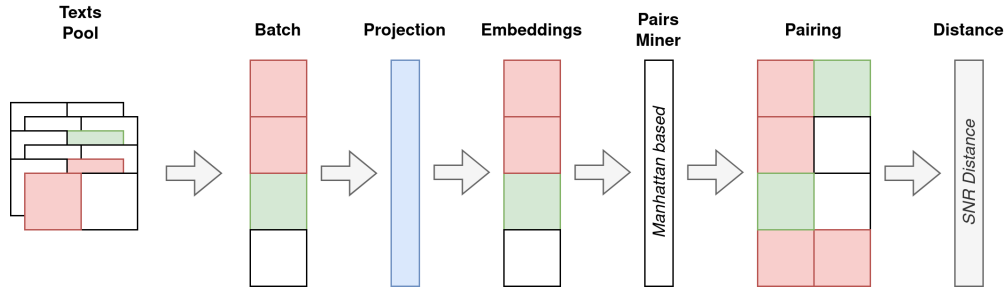 Texts
Pool
Batch
Projection
Embeddings
Pairs
Miner
Pairing
Distance
Manhattan based
SNR Distance